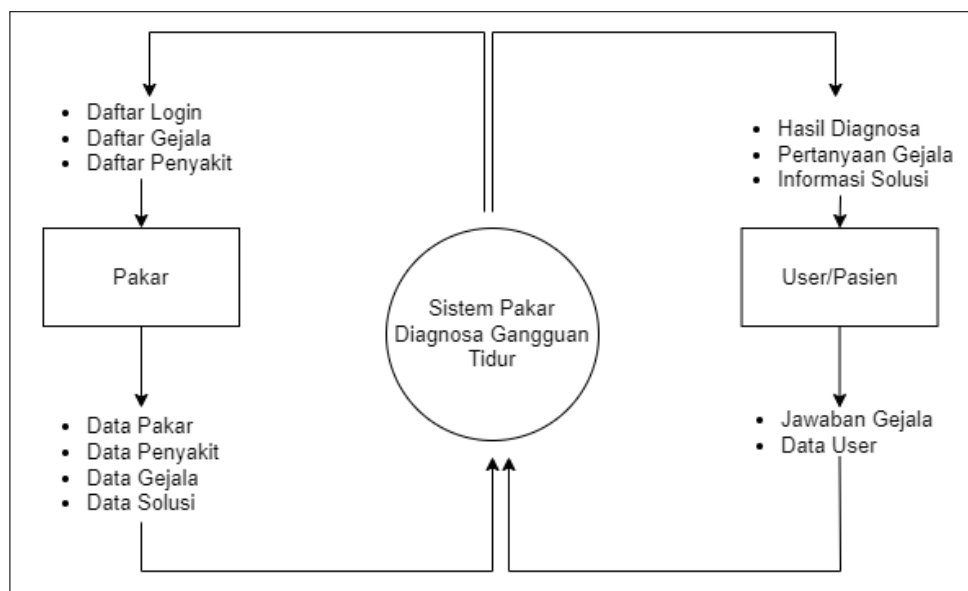 • Daftar Login
• Daftar Gejala
• Daftar Penyakit
Pakar
• Data Pakar
• Data Penyakit
• Data Gejala
• Data Solusi
Sistem Pakar
Diagnosa Gangguan
Tidur
• Hasil Diagnosa
• Pertanyaan Gejala
• Informasi Solusi
User/Pasien
• Jawaban Gejala
• Data User